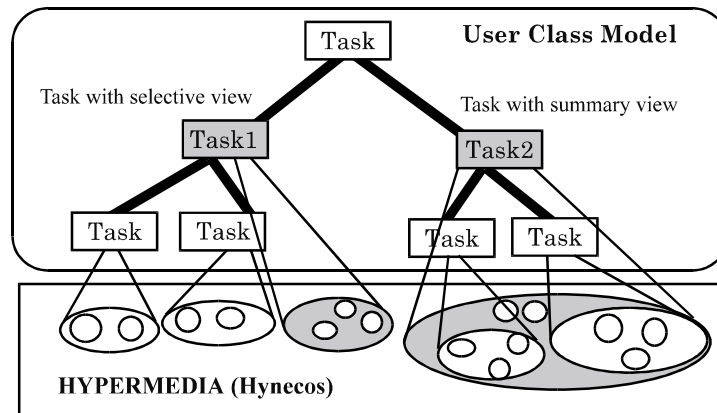 Task
User Class Model
Task with selective view
Task with summary view
Task1
Task2
Task
Task
Task
Task
HYPERMEDIA (Hynecos)